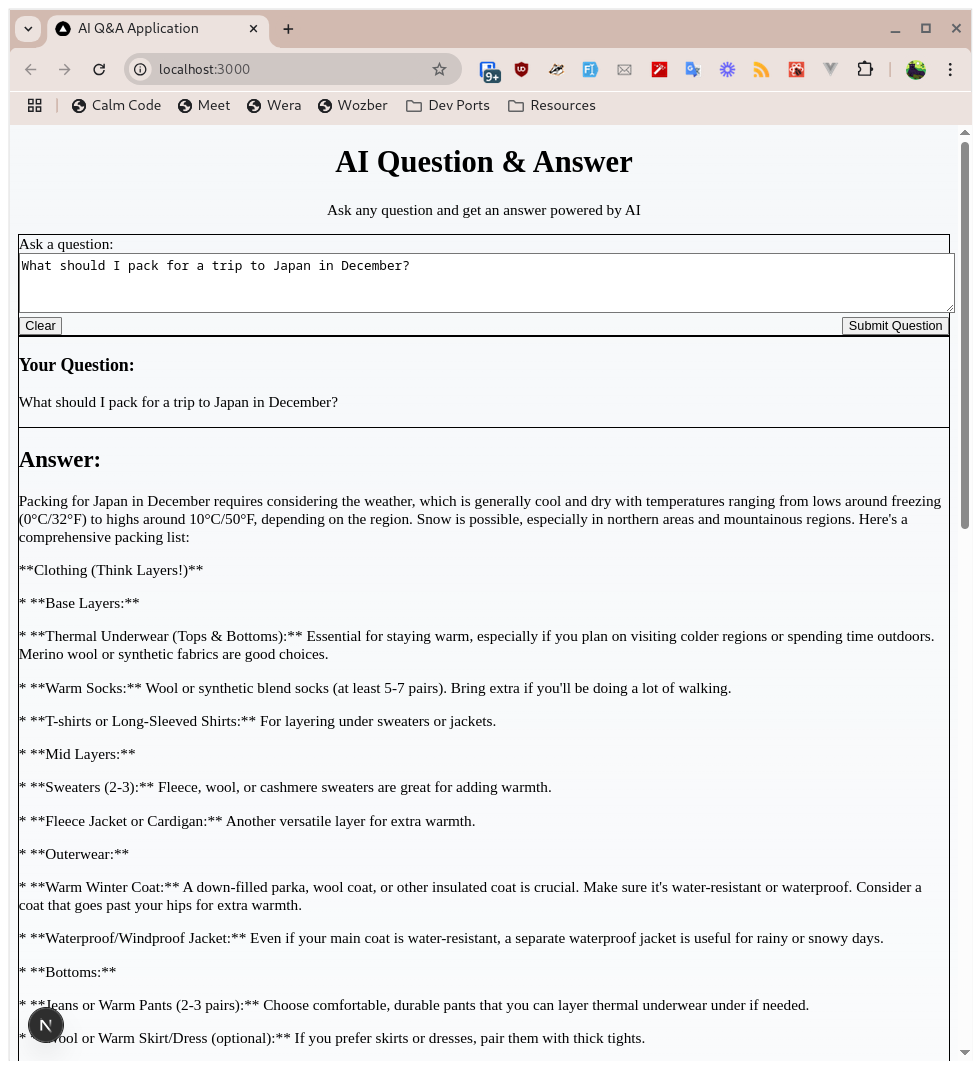 AI Q&A Application
localhost:3000
9+
Calm Code
Meet
Wera
Wozber
Dev Ports
Resources
AI Question & Answer
Ask any question and get an answer powered by AI
Ask a question:
What should I pack for a trip to Japan in December?
Clear
Submit Question
Your Question:
What should I pack for a trip to Japan in December?
Answer:
Packing for Japan in December requires considering the weather, which is generally cool and dry with temperatures ranging from lows around freezing
(0°C/32°F) to highs around 10°C/50°F, depending on the region. Snow is possible, especially in northern areas and mountainous regions. Here's a
comprehensive packing list:
**Clothing (Think Layers!)**
* **Base Layers:**
* **Thermal Underwear (Tops & Bottoms):** Essential for staying warm, especially if you plan on visiting colder regions or spending time outdoors.
Merino wool or synthetic fabrics are good choices.
* **Warm Socks:** Wool or synthetic blend socks (at least 5-7 pairs). Bring extra if you'll be doing a lot of walking.
* **T-shirts or Long-Sleeved Shirts:** For layering under sweaters or jackets.
* **Mid Layers:**
* **Sweaters (2-3):** Fleece, wool, or cashmere sweaters are great for adding warmth.
* **Fleece Jacket or Cardigan:** Another versatile layer for extra warmth.
* **Outerwear:**
* **Warm Winter Coat:** A down-filled parka, wool coat, or other insulated coat is crucial. Make sure it's water-resistant or waterproof. Consider a
coat that goes past your hips for extra warmth.
* **Waterproof/Windproof Jacket:** Even if your main coat is water-resistant, a separate waterproof jacket is useful for rainy or snowy days.
* **Bottoms:**
* **Jeans or Warm Pants (2-3 pairs):** Choose comfortable, durable pants that you can layer thermal underwear under if needed.
N
* or Warm Skirt/Dress (optional):** If you prefer skirts or dresses, pair them with thick tights.